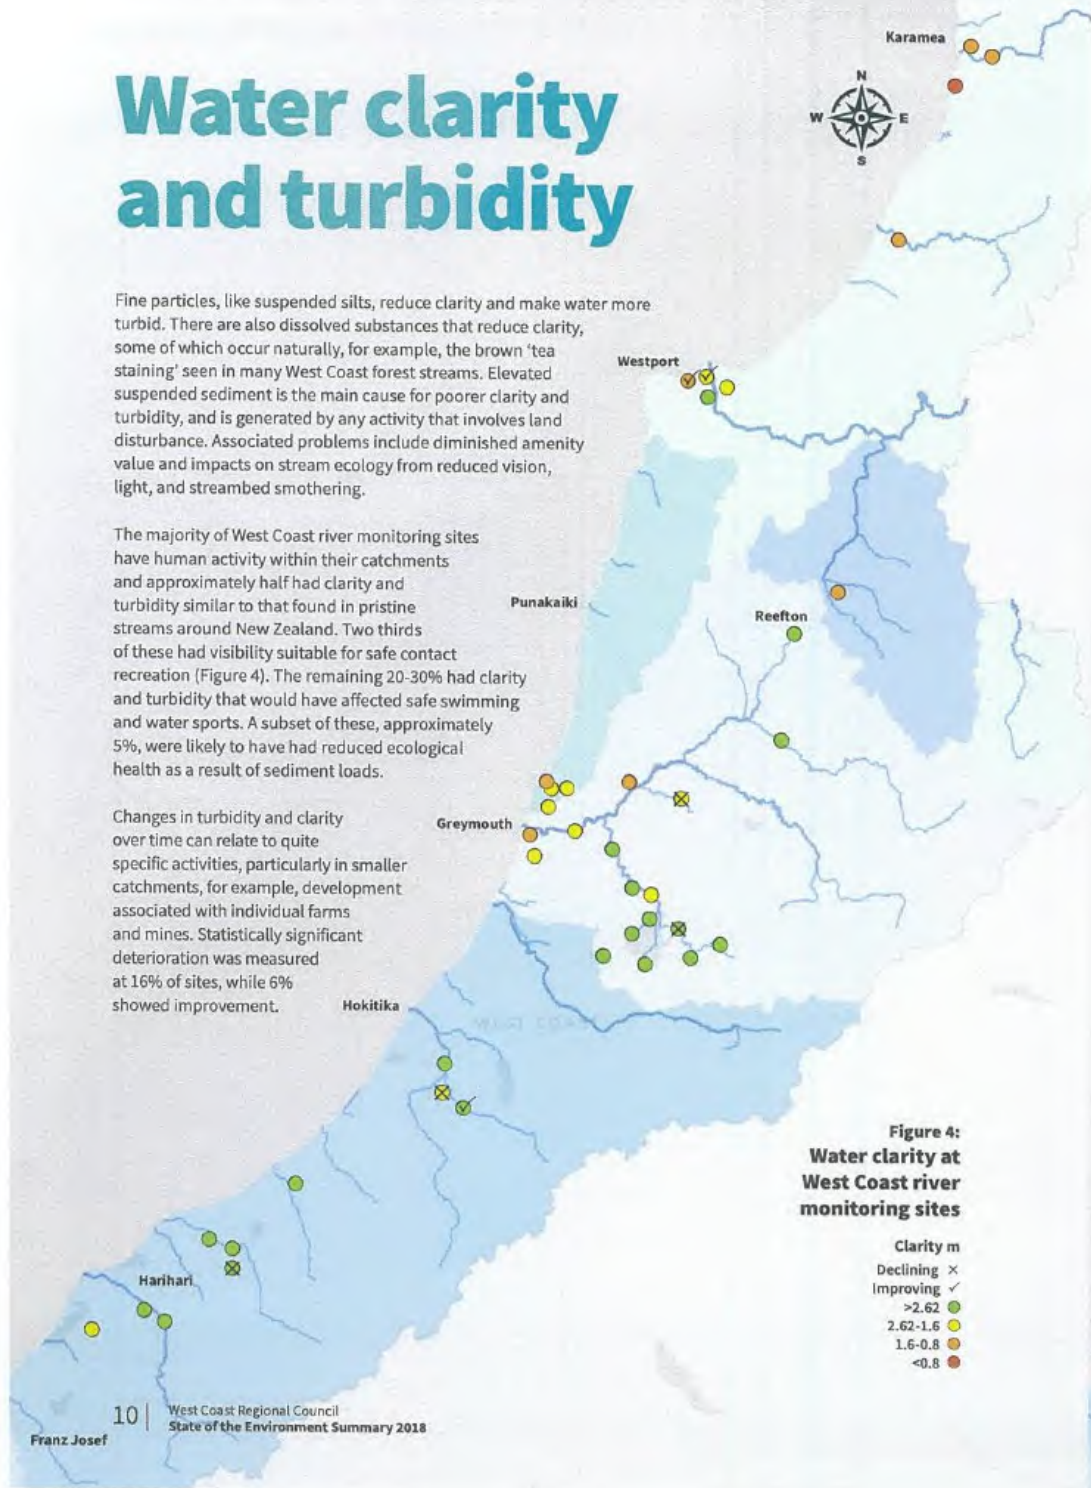 Water clarity
and turbidity
Fine particles, like suspended silts, reduce clarity and make water more
turbid. There are also dissolved substances that reduce clarity,
some of which occur naturally, for example, the brown ‘tea
staining’ seen in many West Coast forest streams. Elevated
suspended sediment is the main cause for poorer clarity and
turbidity, and is generated by any activity that involves land
disturbance. Associated problems include diminished amenity
value and impacts on stream ecology from reduced vision,
light, and streambed smothering.
The majority of West Coast river monitoring sites
have human activity within their catchments
and approximately half had clarity and
turbidity similar to that found in pristine
streams around New Zealand. Two thirds
of these had visibility suitable for safe contact
recreation (Figure 4). The remaining 20-30% had clarity
and turbidity that would have affected safe swimming
and water sports. A subset of these, approximately
5%, were likely to have had reduced ecological
health as a result of sediment loads.
Changes in turbidity and clarity
over time can relate to quite
specific activities, particularly in smaller
catchments, for example, development
associated with individual farms
and mines. Statistically significant
deterioration was measured
at 16% of sites, while 6%
showed improvement.
Karamea
N
W E
S
Westport
Punakaiki
Reefton
Greymouth
Hokitika
WEST COAST
Harihari
Franz Josef
Figure 4:
Water clarity at
West Coast river
monitoring sites
Clarity m
Declining ×
Improving ✓
>2.62
2.62-1.6
1.6-0.8
<0.8
10 | West Coast Regional Council
State of the Environment Summary 2018